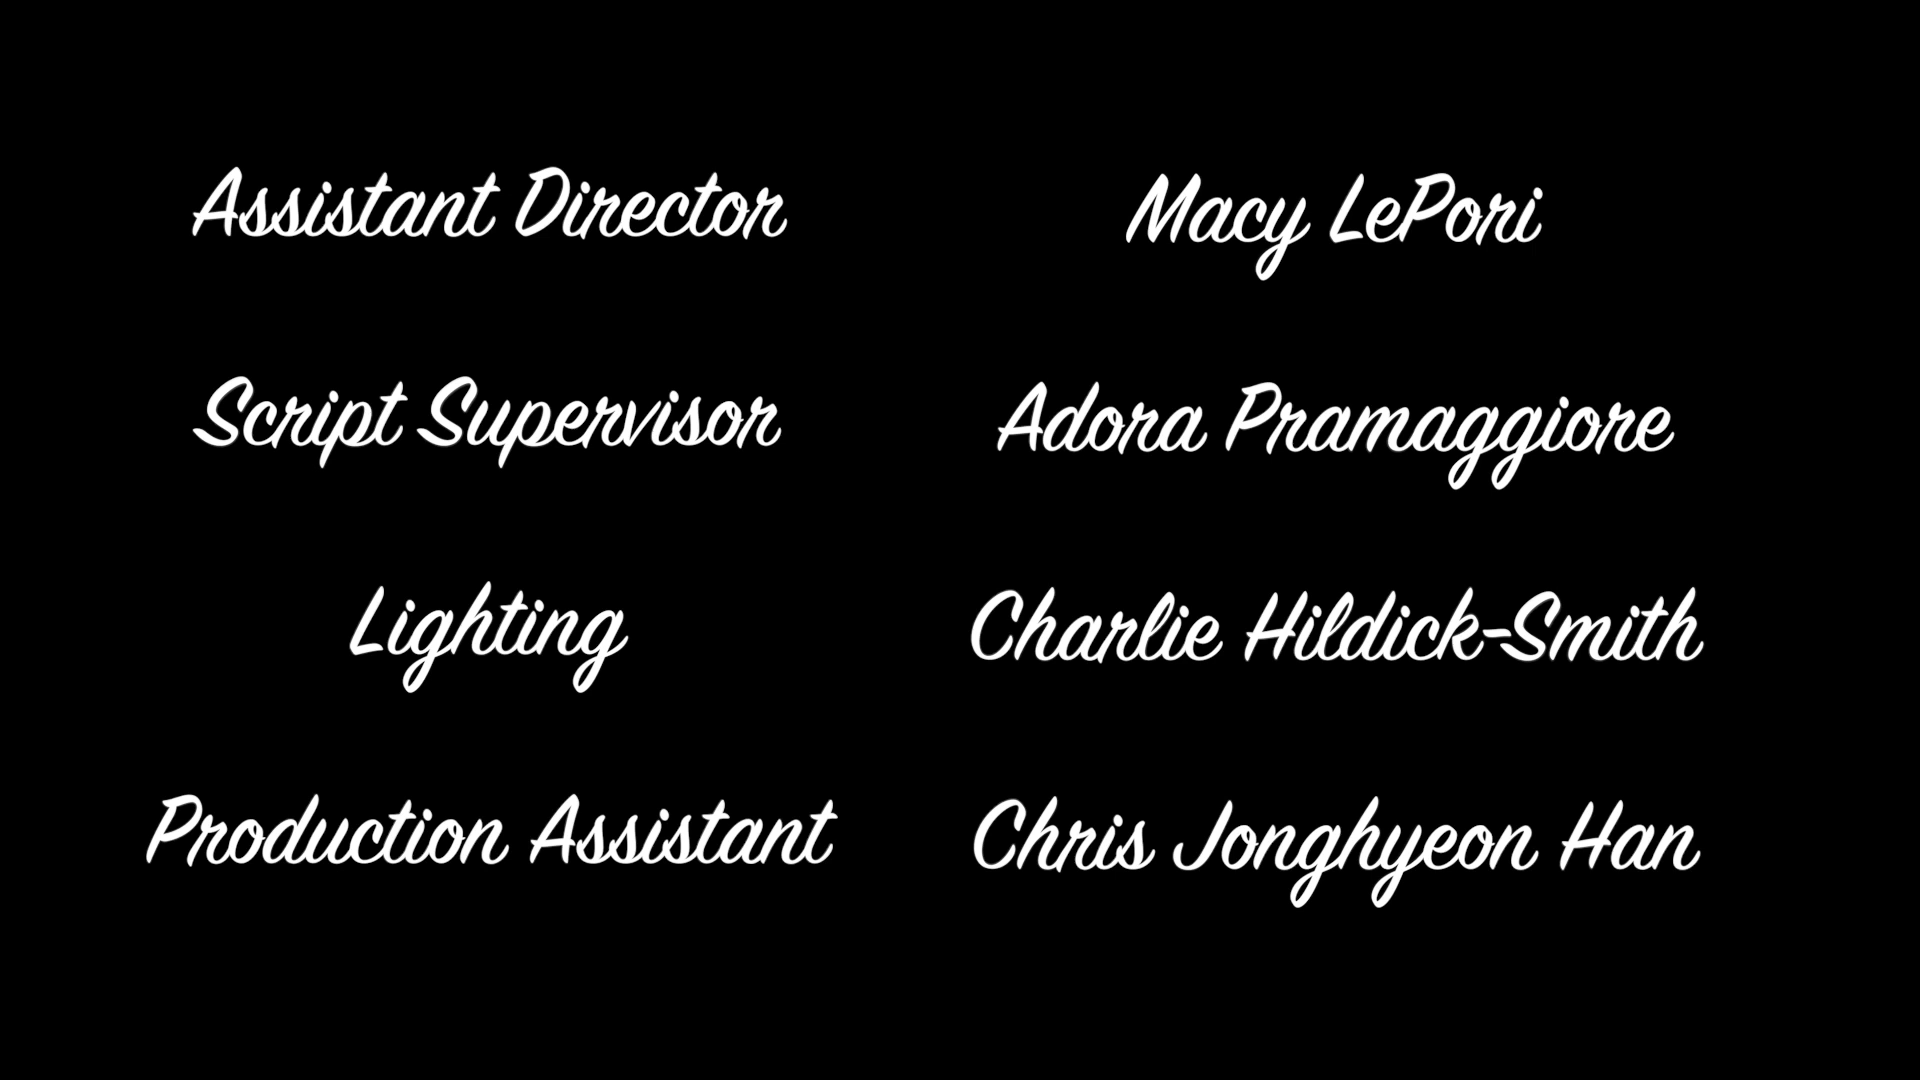 Assistant Director Macy LePori
Script Supervisor Adora Pramaggiore
Lighting Charlie Hildick-Smith
Production Assistant Chris Jonghyeon Han